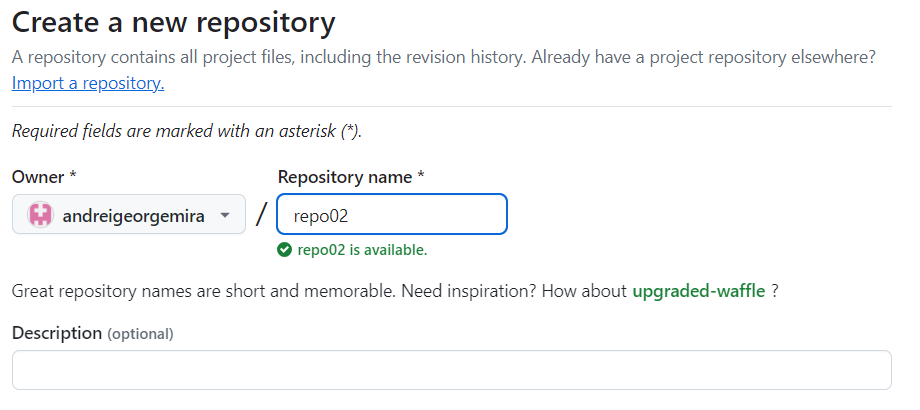 Create a new repository
A repository contains all project files, including the revision history. Already have a project repository elsewhere?
Import a repository.
Required fields are marked with an asterisk (*).
Owner * Repository name *
andreigeorgemira / repo02
repo02 is available.
Great repository names are short and memorable. Need inspiration? How about upgraded-waffle ?
Description (optional)